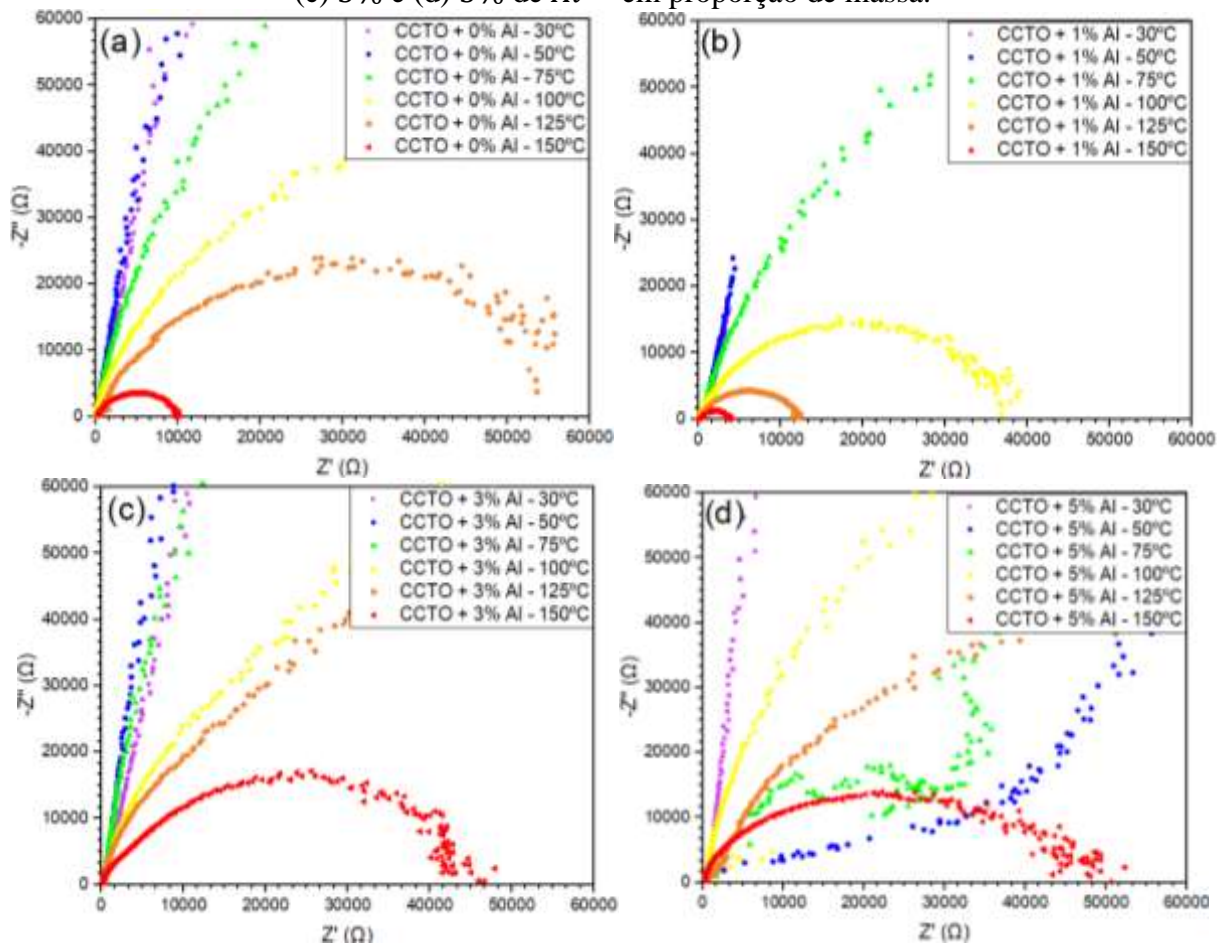 (c) 3% e (d) 5% de Al em proporção de massa.
(a)
CCTO + 0% Al - 30ºC
CCTO + 0% Al - 50ºC
CCTO + 0% Al - 75ºC
CCTO + 0% Al - 100ºC
CCTO + 0% Al - 125ºC
CCTO + 0% Al - 150ºC
60000
50000
40000
30000
20000
10000
0
-Z'' (Ω)
0 10000 20000 30000 40000 50000 60000
Z' (Ω)
(b)
CCTO + 1% Al - 30ºC
CCTO + 1% Al - 50ºC
CCTO + 1% Al - 75ºC
CCTO + 1% Al - 100ºC
CCTO + 1% Al - 125ºC
CCTO + 1% Al - 150ºC
60000
50000
40000
30000
20000
10000
0
-Z'' (Ω)
0 10000 20000 30000 40000 50000 60000
Z' (Ω)
(c)
CCTO + 3% Al - 30ºC
CCTO + 3% Al - 50ºC
CCTO + 3% Al - 75ºC
CCTO + 3% Al - 100ºC
CCTO + 3% Al - 125ºC
CCTO + 3% Al - 150ºC
60000
50000
40000
30000
20000
10000
0
-Z'' (Ω)
0 10000 20000 30000 40000 50000 60000
Z' (Ω)
(d)
CCTO + 5% Al - 30ºC
CCTO + 5% Al - 50ºC
CCTO + 5% Al - 75ºC
CCTO + 5% Al - 100ºC
CCTO + 5% Al - 125ºC
CCTO + 5% Al - 150ºC
60000
50000
40000
30000
20000
10000
0
-Z'' (Ω)
0 10000 20000 30000 40000 50000 60000
Z' (Ω)